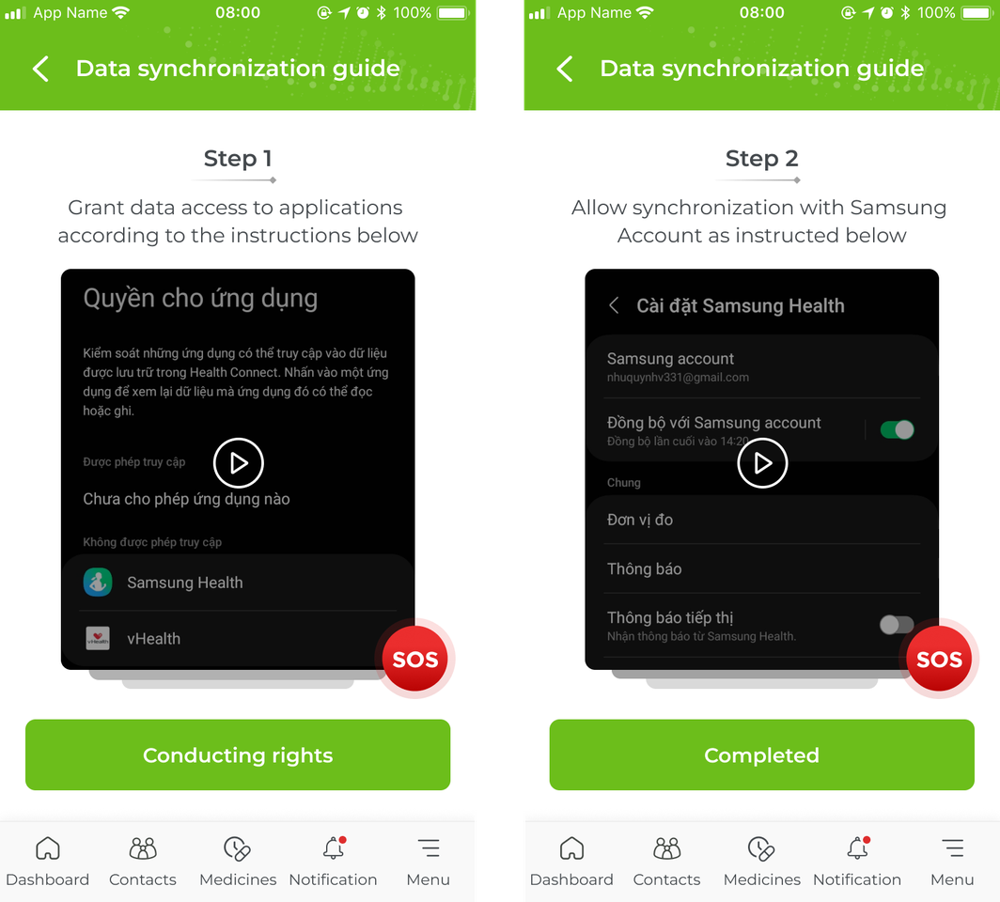 App Name 08:00 100%
Data synchronization guide
Step 1
Grant data access to applications
according to the instructions below
Quyền cho ứng dụng
Kiểm soát những ứng dụng có thể truy cập vào dữ liệu
được lưu trữ trong Health Connect. Nhấn vào một ứng
dụng để xem lại dữ liệu mà ứng dụng đó có thể đọc
hoặc ghi.
Được phép truy cập
Chưa cho phép ứng dụng nào
Không được phép truy cập
Samsung Health
vHealth
vHealth
SOS
Conducting rights
Dashboard Contacts Medicines Notification Menu
App Name 08:00 100%
Data synchronization guide
Step 2
Allow synchronization with Samsung
Account as instructed below
Cài đặt Samsung Health
Samsung account
nhuquynhv331@gmail.com
Đồng bộ với Samsung account
Đồng bộ lần cuối vào 14:20
Chung
Đơn vị đo
Thông báo
Thông báo tiếp thị
Nhận thông báo từ Samsung Health.
SOS
Completed
Dashboard Contacts Medicines Notification Menu